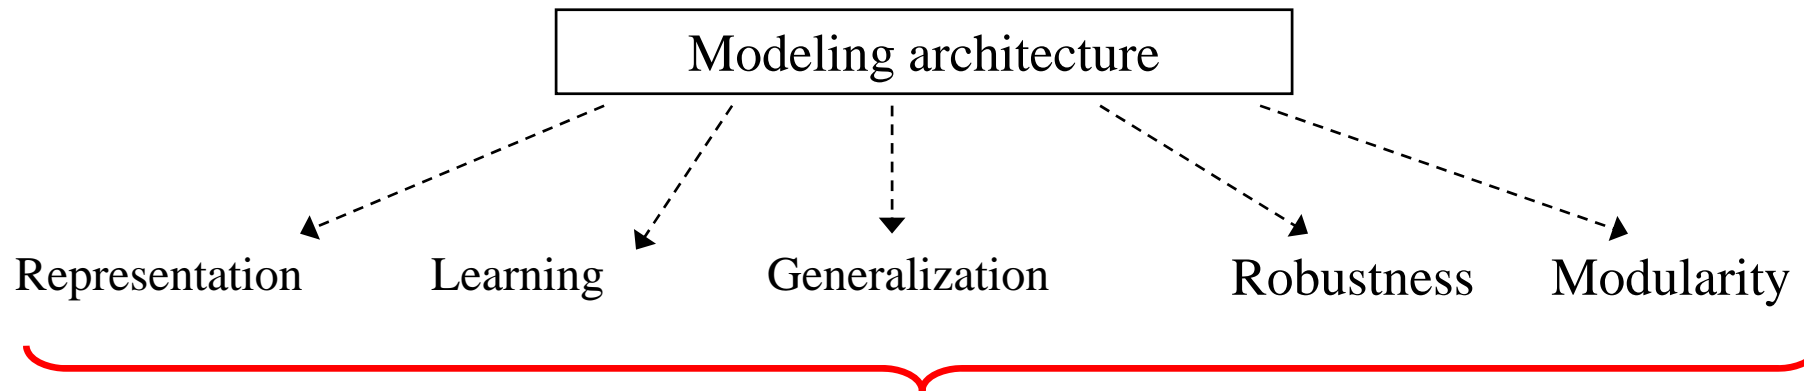 Modeling architecture
Representation Learning Generalization Robustness Modularity